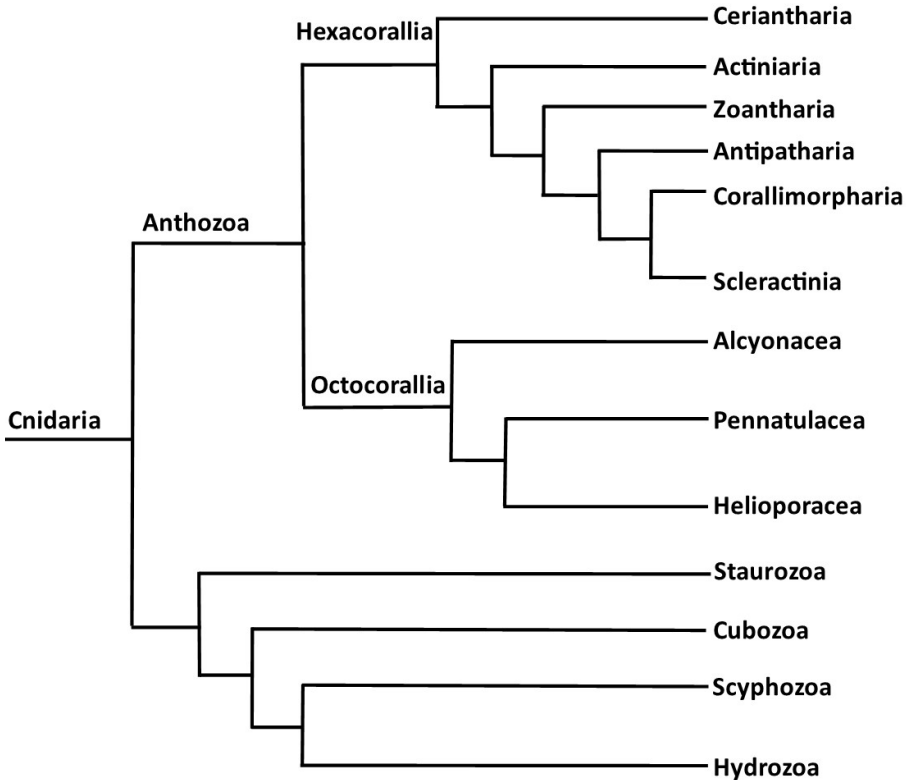 Hexacorallia
Ceriantharia
Actiniaria
Zoantharia
Antipatharia
Corallimorpharia
Anthozoa
Scleractinia
Alcyonacea
Octocorallia
Cnidaria
Pennatulacea
Helioporacea
Staurozoa
Cubozoa
Scyphozoa
Hydrozoa